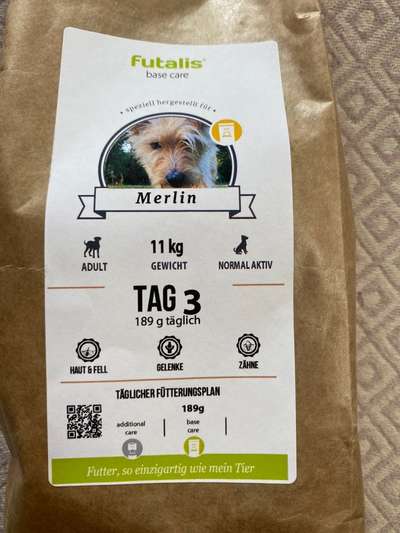 futalis®
base care
• speziell hergestellt für •
Merlin
ADULT
11 kg
GEWICHT
NORMAL AKTIV
TAG 3
189 g täglich
HAUT & FELL
GELENKE
ZÄHNE
TÄGLICHER FÜTTERUNGSPLAN
189g
additional
care
base
care
Futter, so einzigartig wie mein Tier